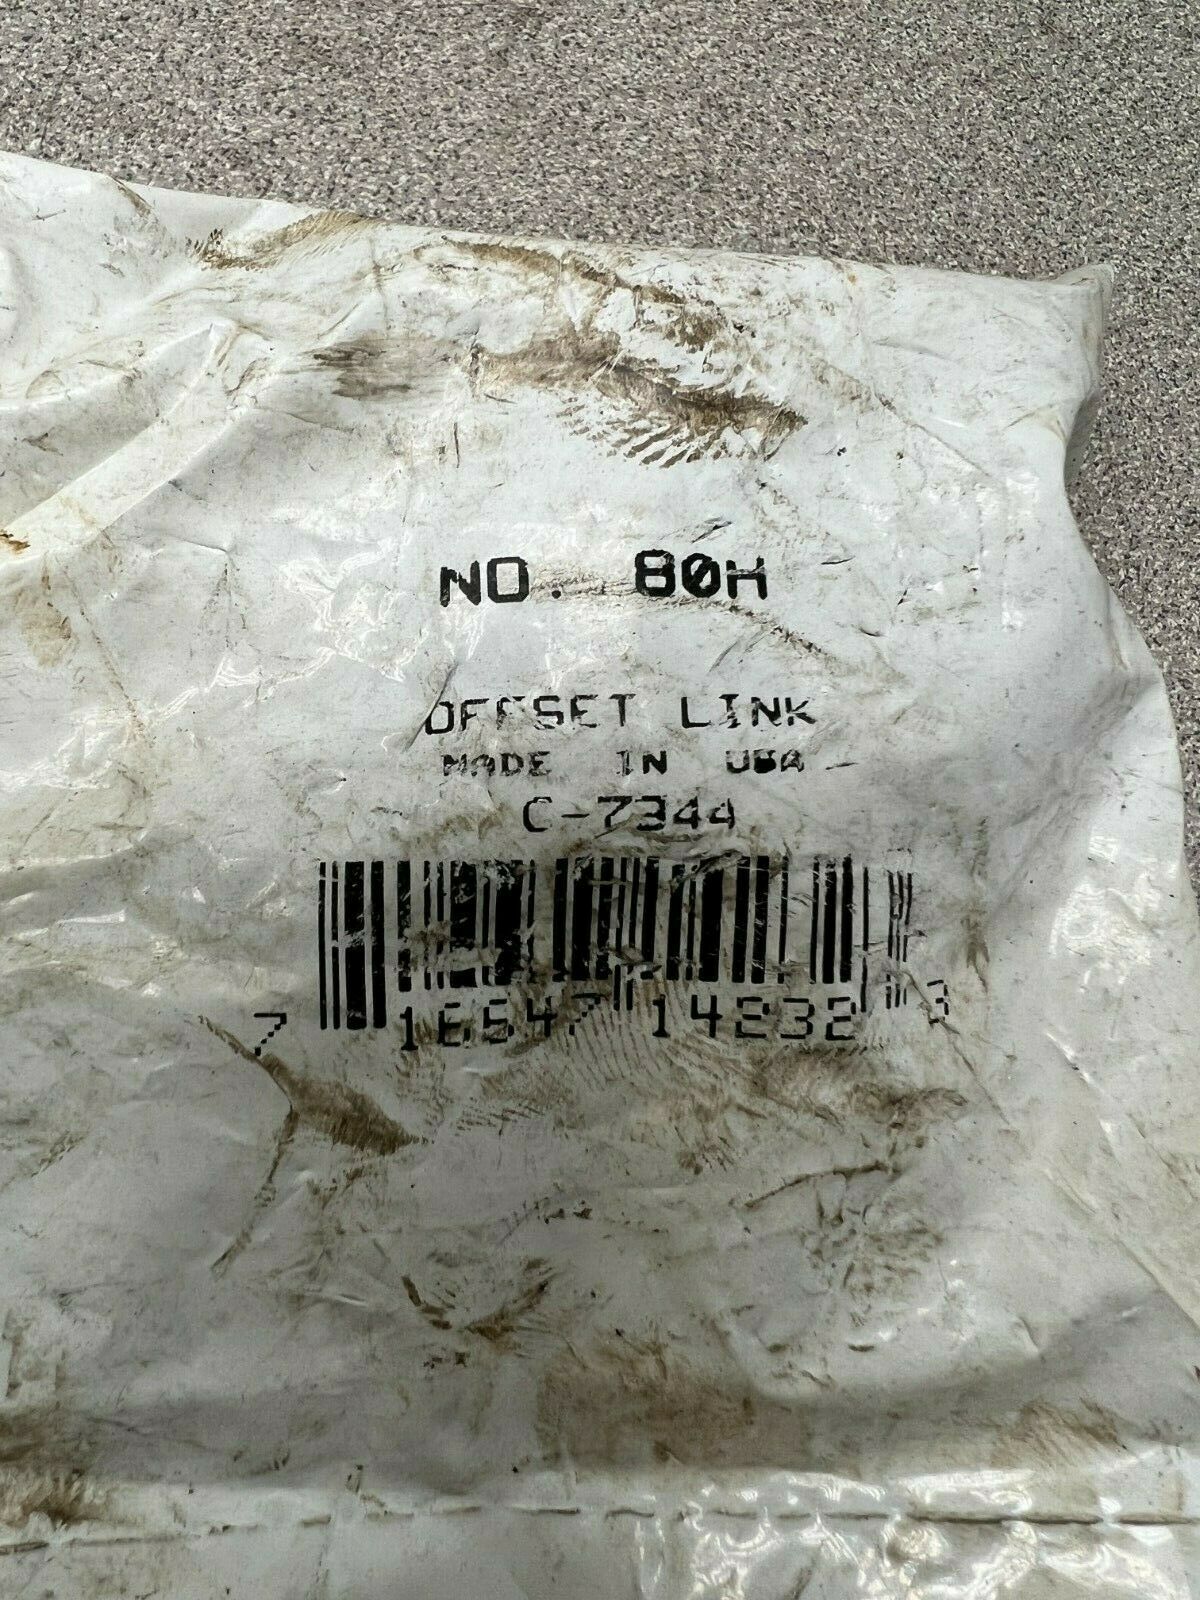 NO. 80H
OFFSET LINK
MADE IN USA
C-7344
7 16547 14232 3